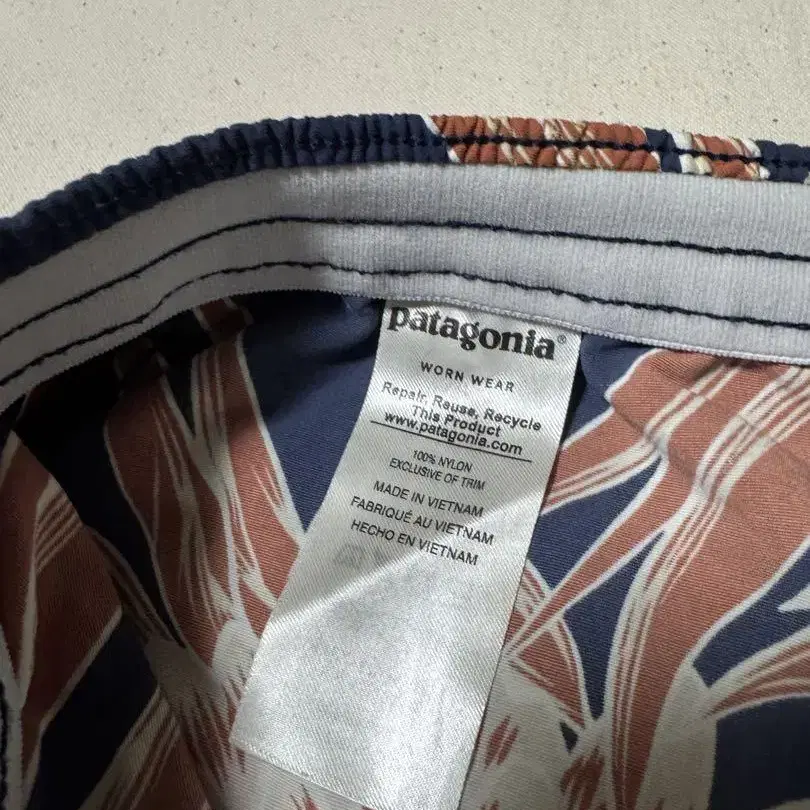 patagonia®
WORN WEAR
Repair, Reuse, Recycle
This Product
www.patagonia.com
100% NYLON
EXCLUSIVE OF TRIM
MADE IN VIETNAM
FABRIQUÉ AU VIETNAM
HECHO EN VIETNAM